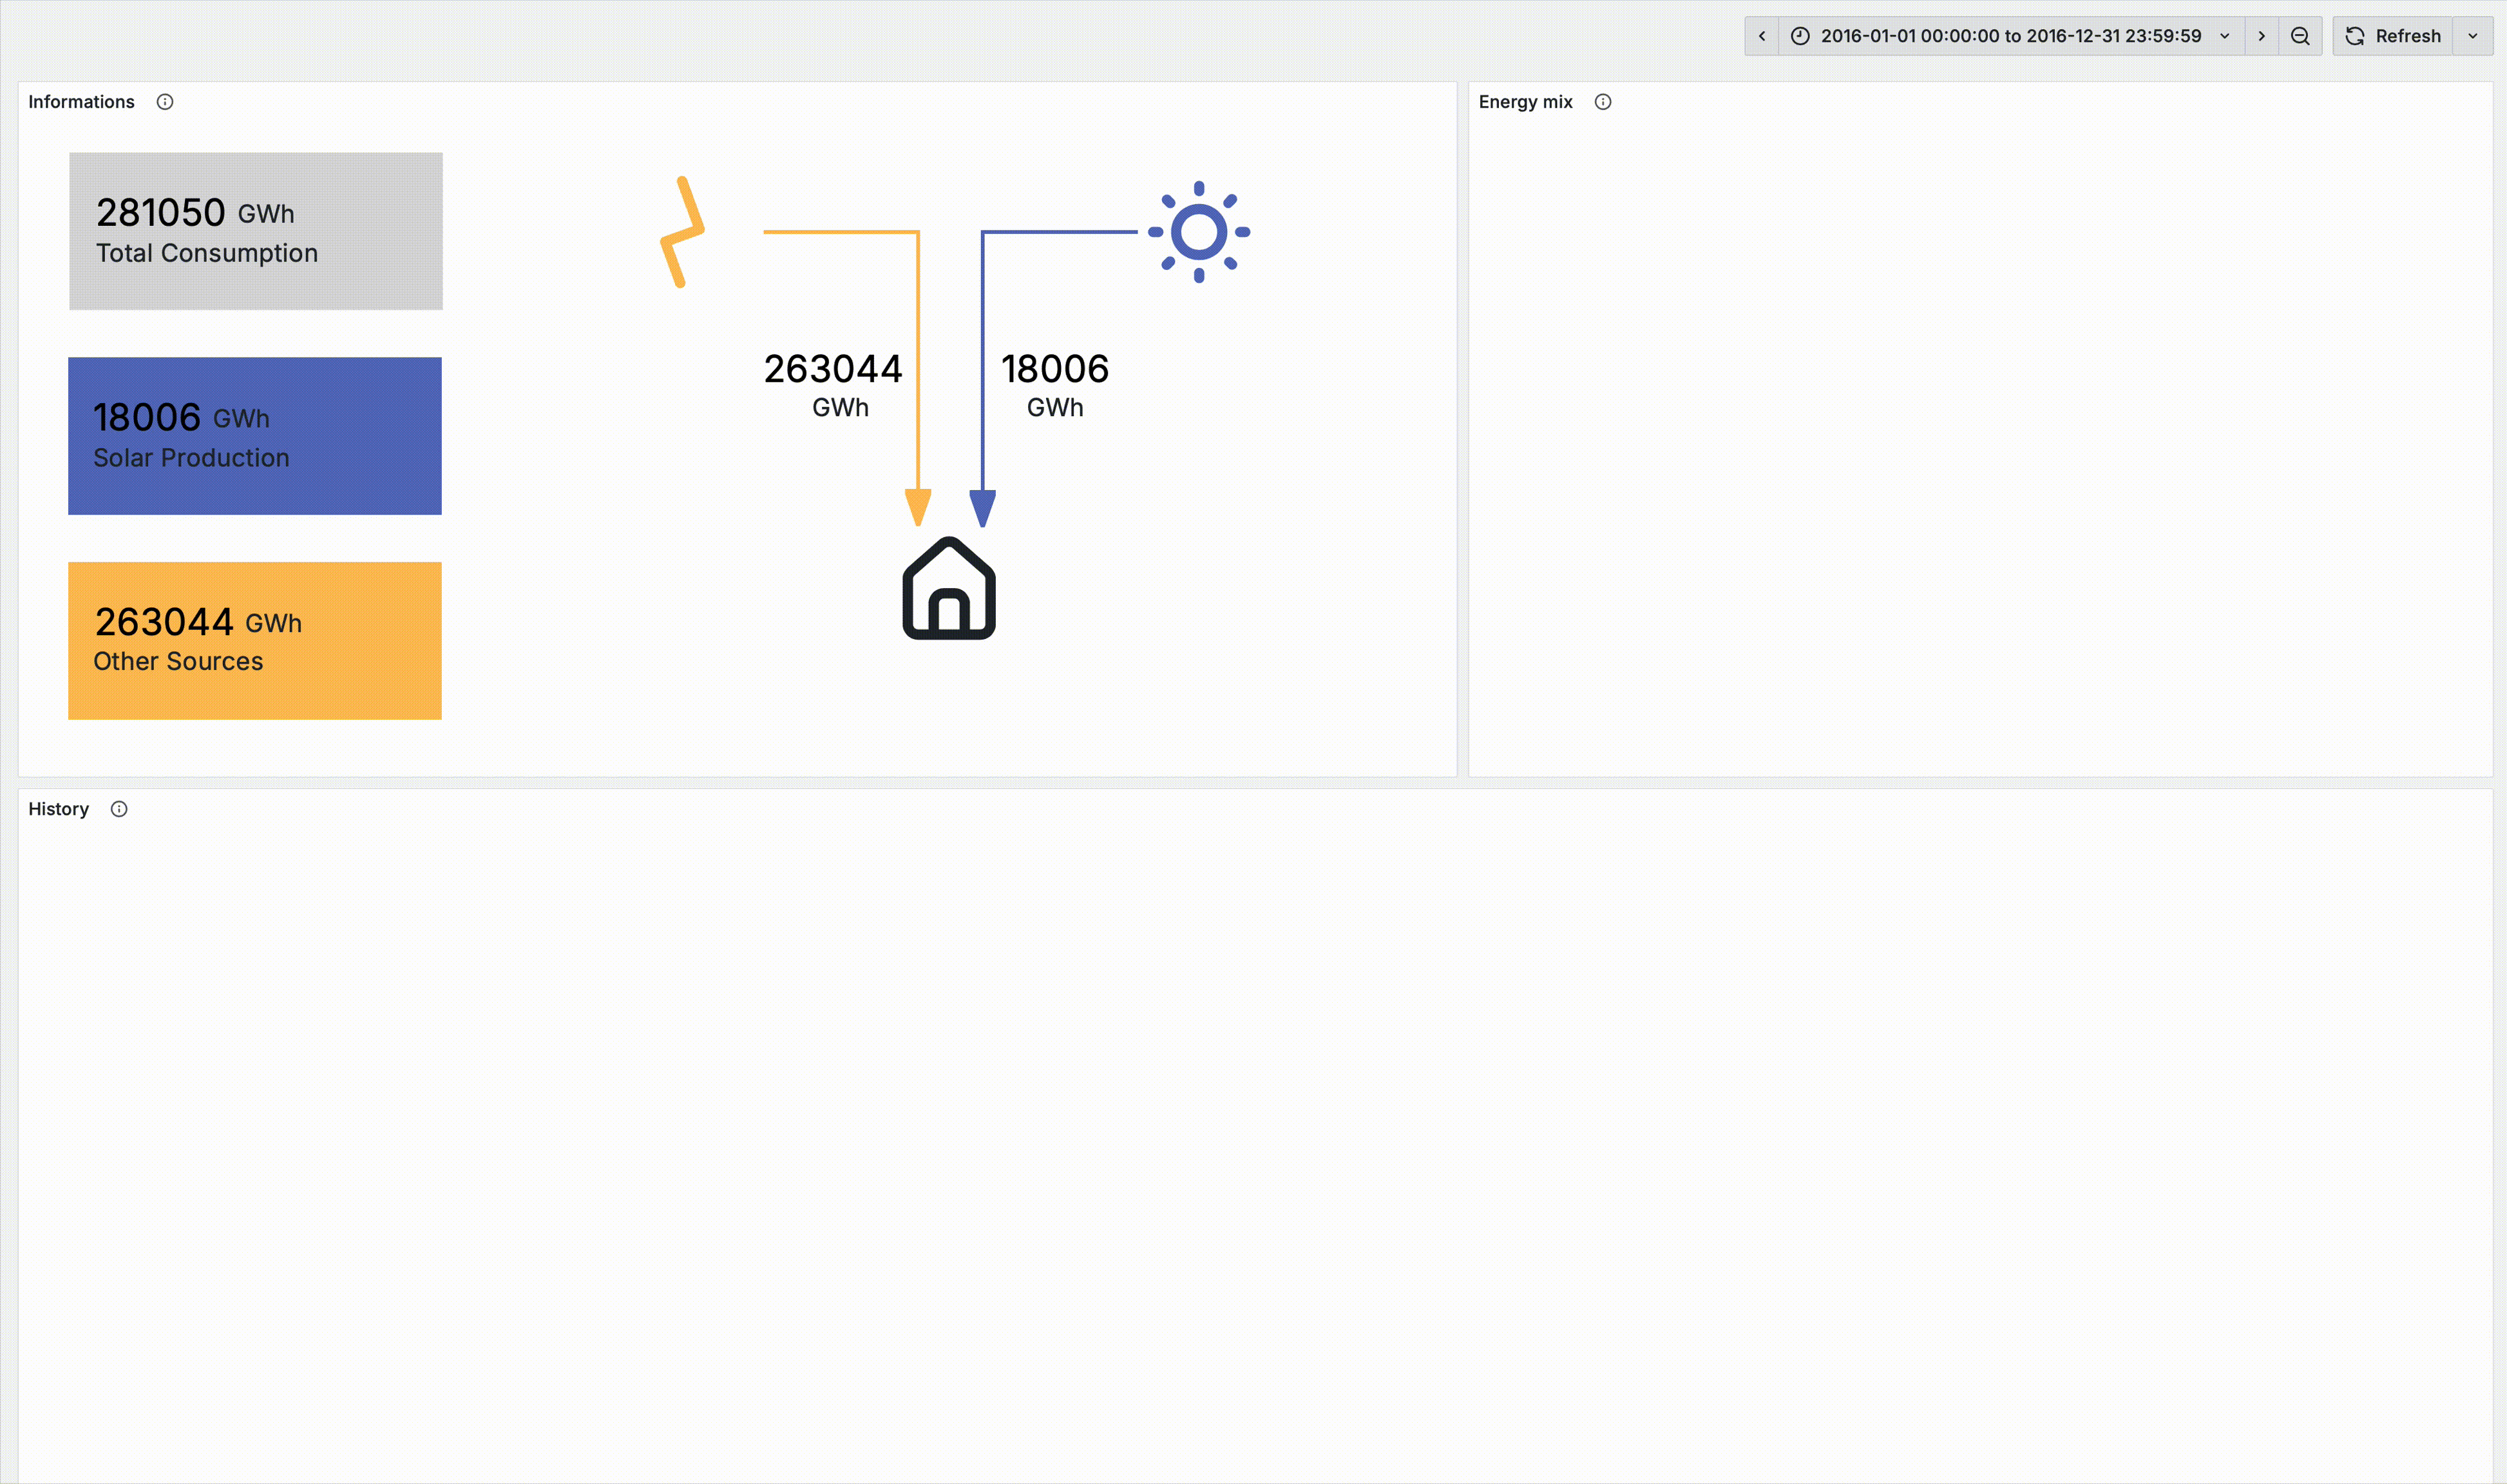 2016-01-01 00:00:00 to 2016-12-31 23:59:59
Refresh
Informations
281050 GWh
Total Consumption
18006 GWh
Solar Production
263044 GWh
Other Sources
263044
GWh
18006
GWh
Energy mix
History